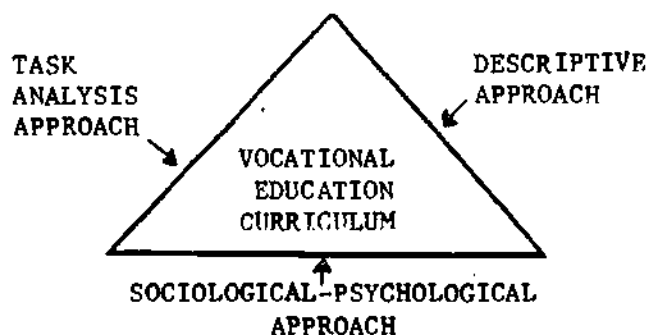 TASK
ANALYSIS
APPROACH
DESCRIPTIVE
APPROACH
VOCATIONAL
EDUCATION
CURRICULUM
SOCIOLOGICAL-PSYCHOLOGICAL
APPROACH